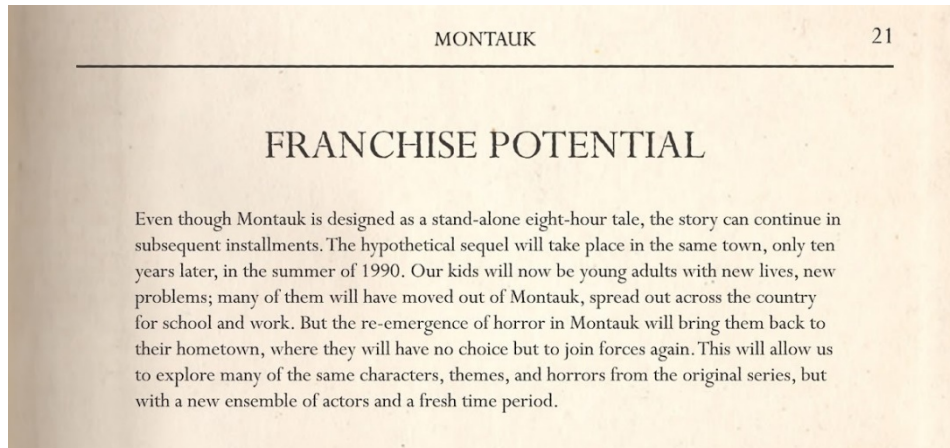 MONTAUK 21
FRANCHISE POTENTIAL
Even though Montauk is designed as a stand-alone eight-hour tale, the story can continue in
subsequent installments. The hypothetical sequel will take place in the same town, only ten
years later, in the summer of 1990. Our kids will now be young adults with new lives, new
problems; many of them will have moved out of Montauk, spread out across the country
for school and work. But the re-emergence of horror in Montauk will bring them back to
their hometown, where they will have no choice but to join forces again. This will allow us
to explore many of the same characters, themes, and horrors from the original series, but
with a new ensemble of actors and a fresh time period.